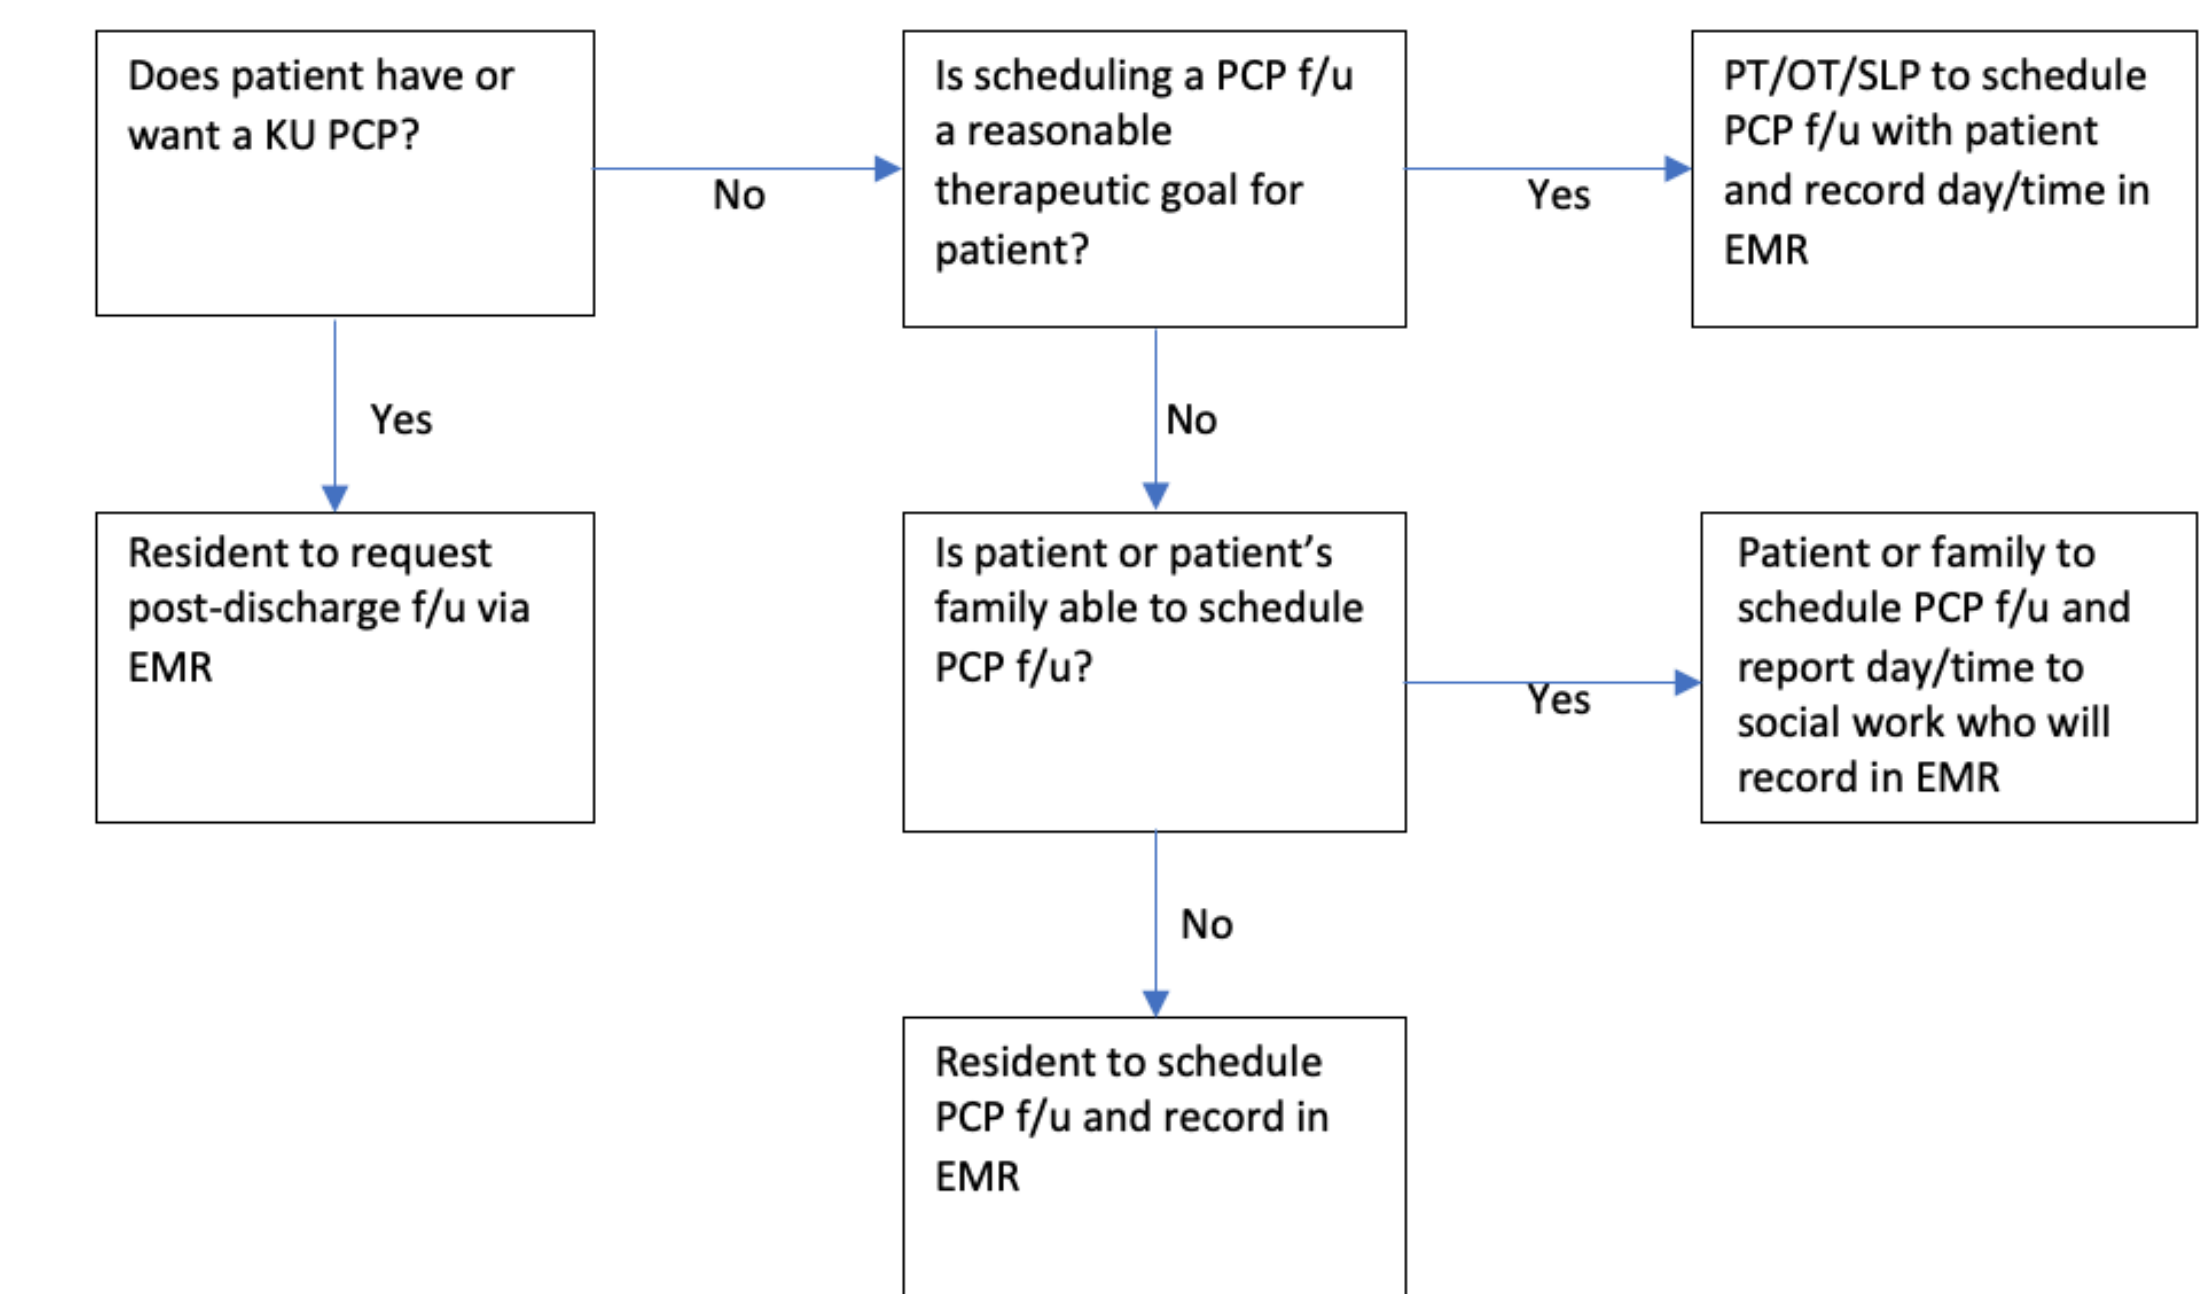 Does patient have or
want a KU PCP?
No
Is scheduling a PCP f/u
a reasonable
therapeutic goal for
patient?
Yes
PT/OT/SLP to schedule
PCP f/u with patient
and record day/time in
EMR
Yes
No
Resident to request
post-discharge f/u via
EMR
Is patient or patient’s
family able to schedule
PCP f/u?
Yes
Patient or family to
schedule PCP f/u and
report day/time to
social work who will
record in EMR
No
Resident to schedule
PCP f/u and record in
EMR